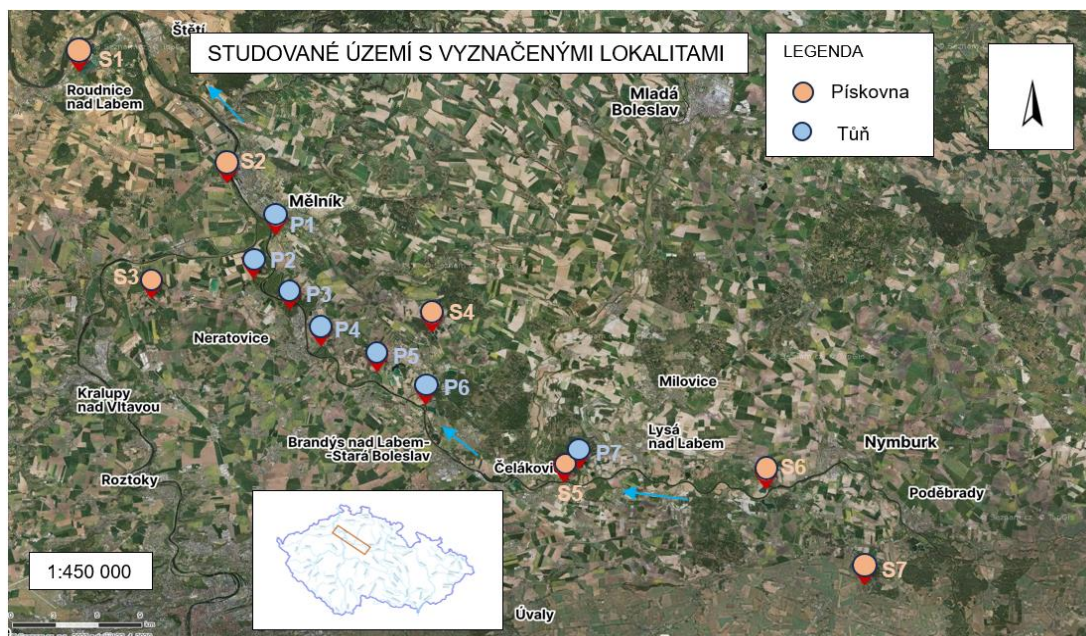 Štětí
STUDOVANÉ ÚZEMÍ S VYZNAČENÝMI LOKALITAMI
LEGENDA
Pískovna
Tůň
S1
Roudnice
nad Labem
Mladá
Boleslav
S2
Mělník
P1
P2
S3
P3
S4
Neratovice
P4
P5
P6
Kralupy
nad Vltavou
Milovice
Brandýs nad Labem-
-Stará Boleslav
Lysá
nad Labem
P7
Čelákovi
S5
S6
Nymburk
Roztoky
Poděbrady
S7
1:450 000
Úvaly